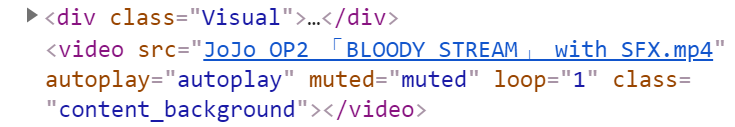 ▶<div class="Visual">…</div>
<video src="JoJo OP2 「BLOODY STREAM」 with SFX.mp4"
autoplay="autoplay" muted="muted" loop="1" class=
"content_background"></video>